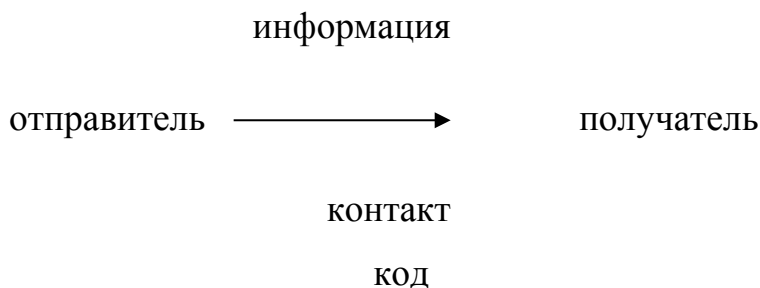 информация
отправитель получатель
контакт
код